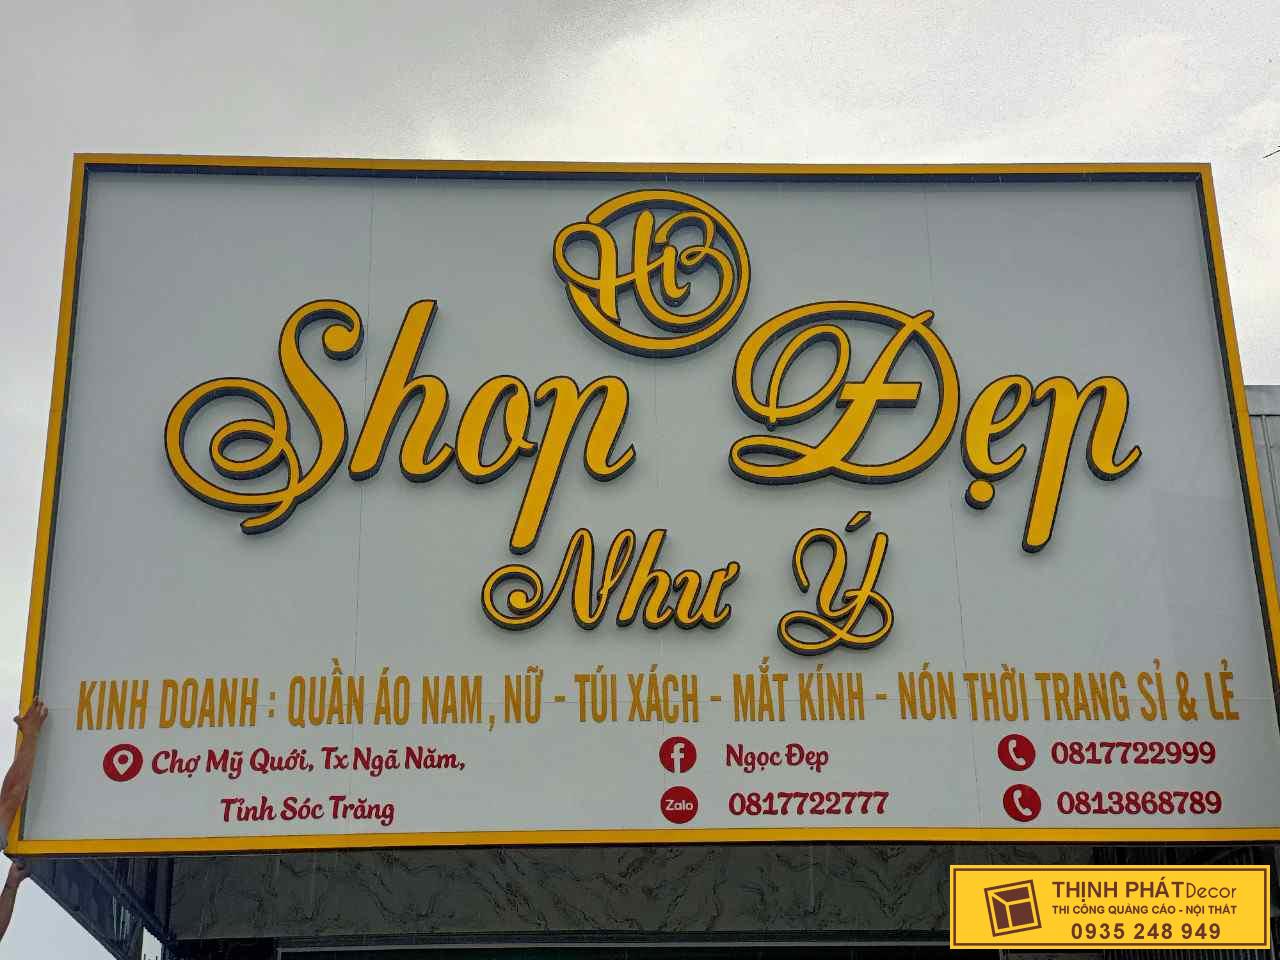 Shop Đẹp
Như Ý
KINH DOANH : QUẦN ÁO NAM, NỮ - TÚI XÁCH - MẮT KÍNH - NÓN THỜI TRANG SỈ & LẺ
Chợ Mỹ Quới, Tx Ngã Năm,
Tỉnh Sóc Trăng
Ngọc Đẹp
Zalo 0817722777
0817722999
0813868789
THỊNH PHÁT Decor
THI CÔNG QUẢNG CÁO - NỘI THẤT
0935 248 949